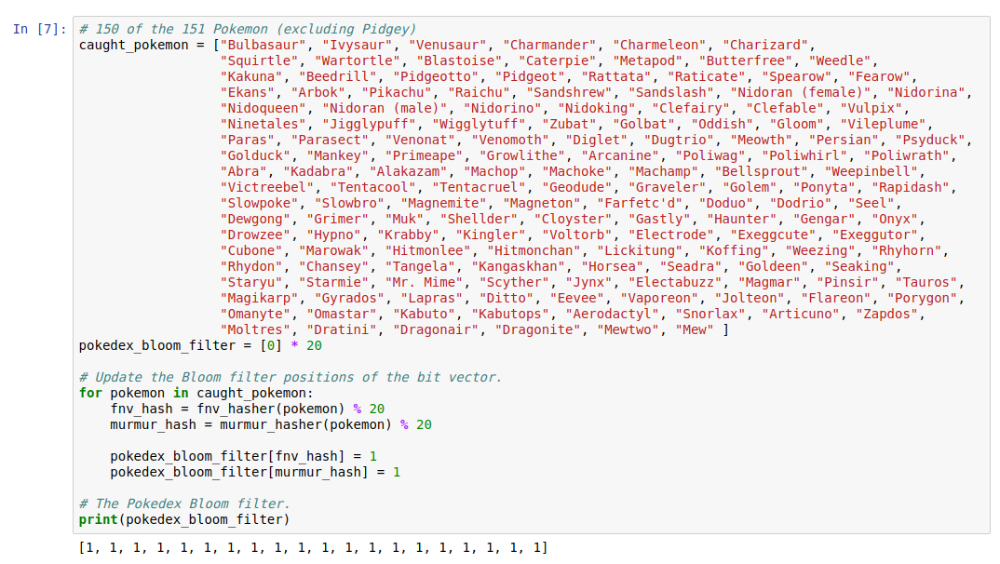 In [7]: # 150 of the 151 Pokemon (excluding Pidgey)
caught_pokemon = ["Bulbasaur", "Ivysaur", "Venusaur", "Charmander", "Charmeleon", "Charizard",
"Squirtle", "Wartortle", "Blastoise", "Caterpie", "Metapod", "Butterfree", "Weedle",
"Kakuna", "Beedrill", "Pidgeotto", "Pidgeot", "Rattata", "Raticate", "Spearow", "Fearow",
"Ekans", "Arbok", "Pikachu", "Raichu", "Sandshrew", "Sandslash", "Nidoran (female)", "Nidorina",
"Nidoqueen", "Nidoran (male)", "Nidorino", "Nidoking", "Clefairy", "Clefable", "Vulpix",
"Ninetales", "Jigglypuff", "Wigglytuff", "Zubat", "Golbat", "Oddish", "Gloom", "Vileplume",
"Paras", "Parasect", "Venonat", "Venomoth", "Diglet", "Dugtrio", "Meowth", "Persian", "Psyduck",
"Golduck", "Mankey", "Primeape", "Growlithe", "Arcanine", "Poliwag", "Poliwhirl", "Poliwrath",
"Abra", "Kadabra", "Alakazam", "Machop", "Machoke", "Machamp", "Bellsprout", "Weepinbell",
"Victreebel", "Tentacool", "Tentacruel", "Geodude", "Graveler", "Golem", "Ponyta", "Rapidash",
"Slowpoke", "Slowbro", "Magnemite", "Magneton", "Farfetc'd", "Doduo", "Dodrio", "Seel",
"Dewgong", "Grimer", "Muk", "Shellder", "Cloyster", "Gastly", "Haunter", "Gengar", "Onyx",
"Drowzee", "Hypno", "Krabby", "Kingler", "Voltorb", "Electrode", "Exeggcute", "Exeggutor",
"Cubone", "Marowak", "Hitmonlee", "Hitmonchan", "Lickitung", "Koffing", "Weezing", "Rhyhorn",
"Rhydon", "Chansey", "Tangela", "Kangaskhan", "Horsea", "Seadra", "Goldeen", "Seaking",
"Staryu", "Starmie", "Mr. Mime", "Scyther", "Jynx", "Electabuzz", "Magmar", "Pinsir", "Tauros",
"Magikarp", "Gyrados", "Lapras", "Ditto", "Eevee", "Vaporeon", "Jolteon", "Flareon", "Porygon",
"Omanyte", "Omastar", "Kabuto", "Kabutops", "Aerodactyl", "Snorlax", "Articuno", "Zapdos",
"Moltres", "Dratini", "Dragonair", "Dragonite", "Mewtwo", "Mew" ]
pokedex_bloom_filter = [0] * 20
# Update the Bloom filter positions of the bit vector.
for pokemon in caught_pokemon:
fnv_hash = fnv_hasher(pokemon) % 20
murmur_hash = murmur_hasher(pokemon) % 20
pokedex_bloom_filter[fnv_hash] = 1
pokedex_bloom_filter[murmur_hash] = 1
# The Pokedex Bloom filter.
print(pokedex_bloom_filter)
[1, 1, 1, 1, 1, 1, 1, 1, 1, 1, 1, 1, 1, 1, 1, 1, 1, 1, 1, 1]